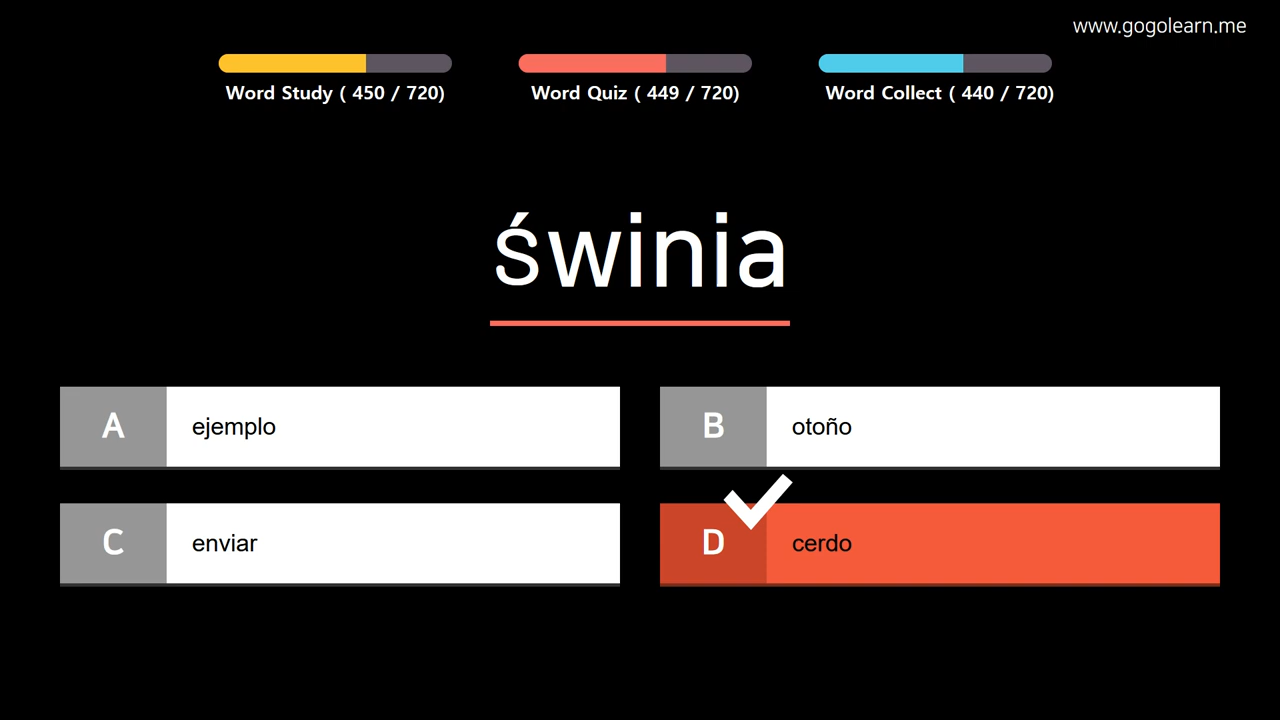 www.gogolearn.me
Word Study ( 450 / 720)
Word Quiz ( 449 / 720)
Word Collect ( 440 / 720)
świnia
A ejemplo
B otoño
C enviar
D cerdo